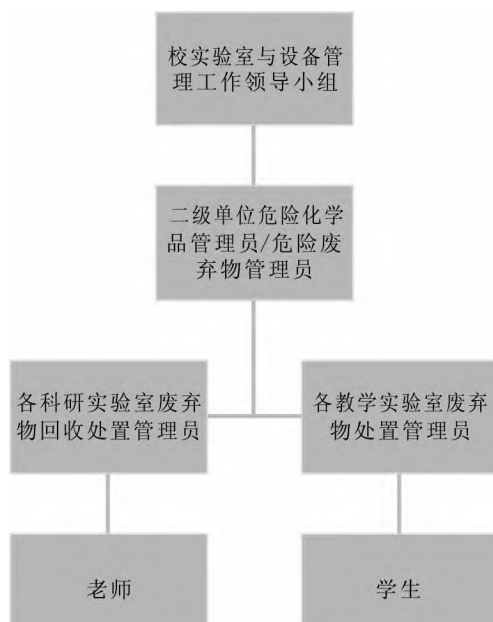 校实验室与设备管
理工作领导小组
二级单位危险化学
品管理员/危险废
弃物管理员
各科研实验室废弃
物回收处置管理员
各教学实验室废弃
物处置管理员
老师
学生